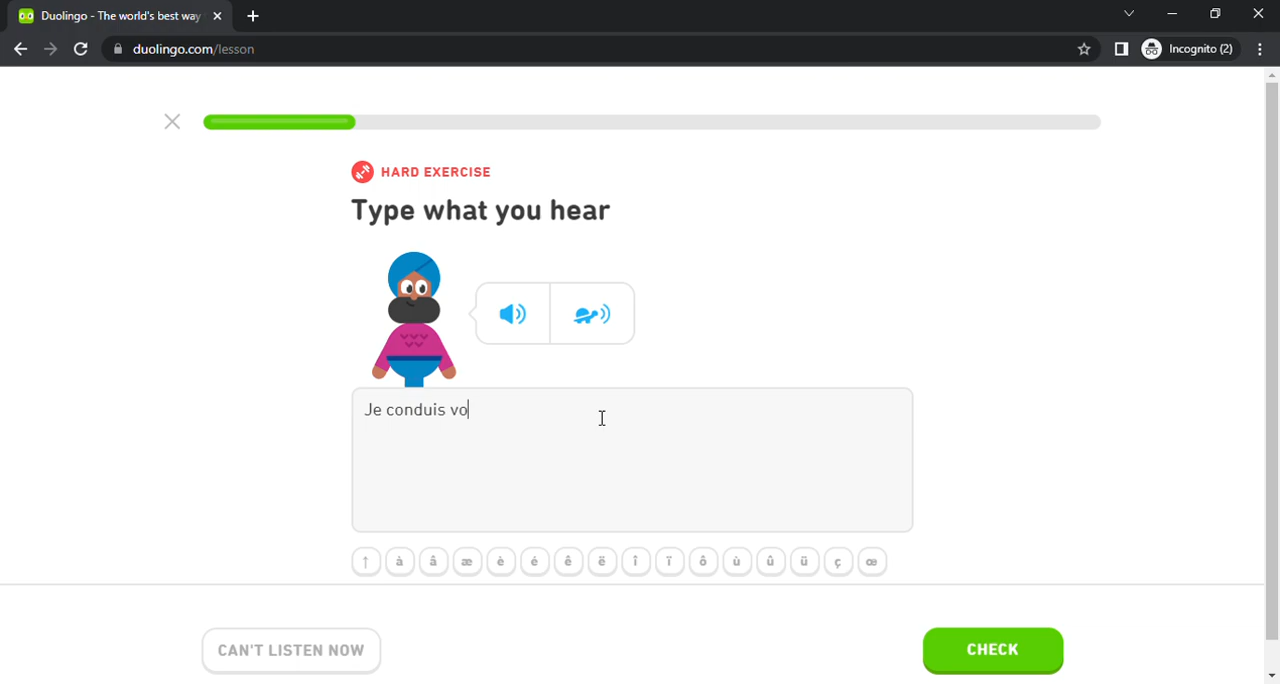 Duolingo - The world's best way
duolingo.com/lesson
Incognito (2)
HARD EXERCISE
Type what you hear
Je conduis vo
↑ à â æ è é ê ë î ï ô ù û ü ç œ
CAN'T LISTEN NOW
CHECK